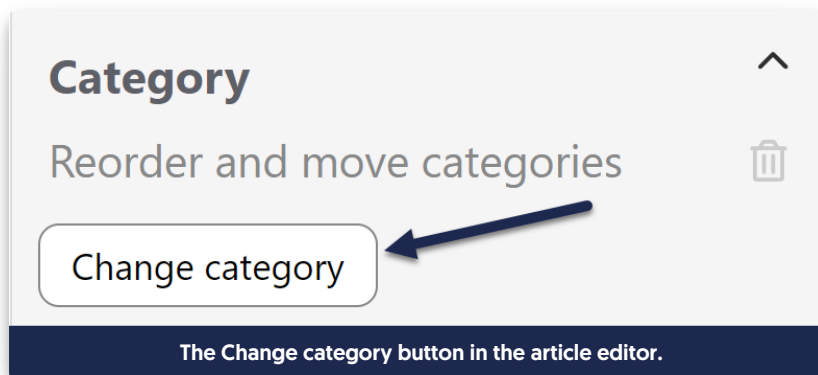 Category
Reorder and move categories
Change category
The Change category button in the article editor.